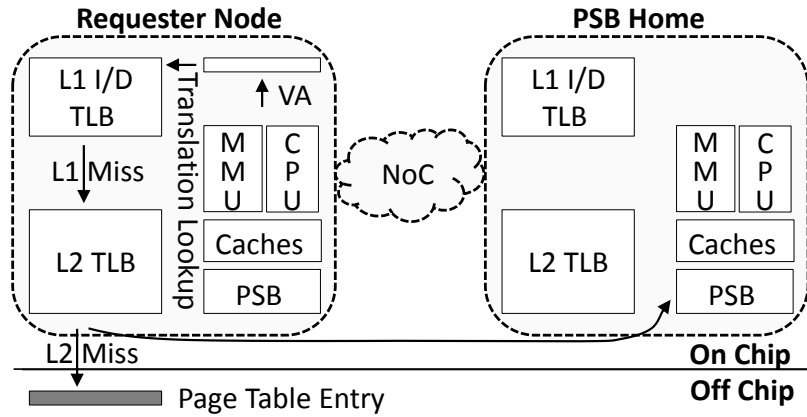 Requester Node
PSB Home
L1 I/D
TLB
Translation Lookup
VA
L1 Miss
MMU
CPU
L2 TLB
Caches
PSB
NoC
L1 I/D
TLB
MMU
CPU
L2 TLB
Caches
PSB
L2 Miss
On Chip
Off Chip
Page Table Entry